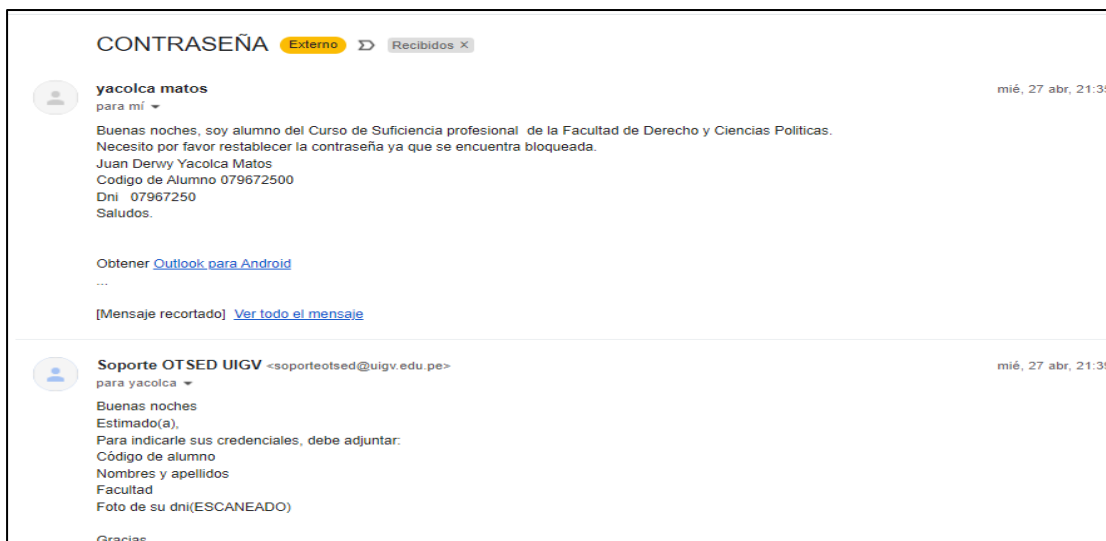 CONTRASEÑA Externo Recibidos ×
yacolca matos mié, 27 abr, 21:35
para mí
Buenas noches, soy alumno del Curso de Suficiencia profesional de la Facultad de Derecho y Ciencias Politicas.
Necesito por favor restablecer la contraseña ya que se encuentra bloqueada.
Juan Derwy Yacolca Matos
Codigo de Alumno 079672500
Dni 07967250
Saludos.
Obtener Outlook para Android
...
[Mensaje recortado] Ver todo el mensaje
Soporte OTSED UIGV <soporteotsed@uigv.edu.pe> mié, 27 abr, 21:39
para yacolca
Buenas noches
Estimado(a),
Para indicarle sus credenciales, debe adjuntar:
Código de alumno
Nombres y apellidos
Facultad
Foto de su dni(ESCANEADO)
Gracias